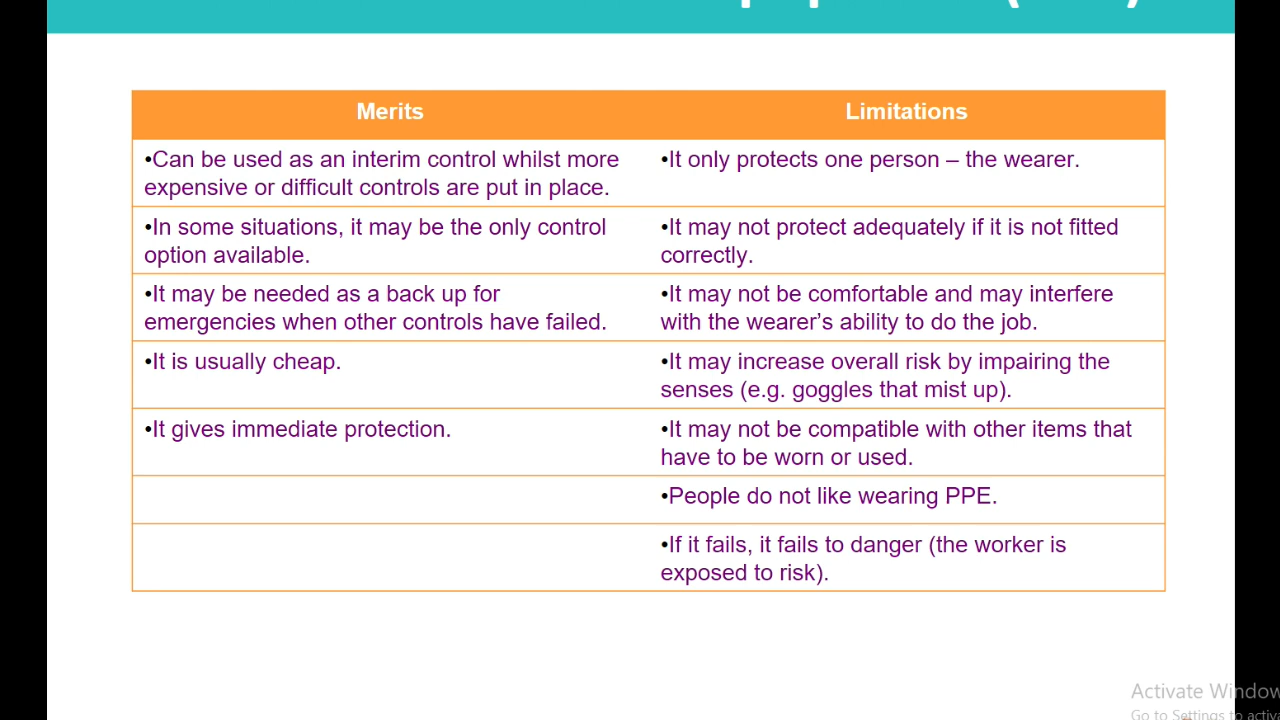 Merits
Limitations
•Can be used as an interim control whilst more
expensive or difficult controls are put in place.
•It only protects one person – the wearer.
•In some situations, it may be the only control
option available.
•It may not protect adequately if it is not fitted
correctly.
•It may be needed as a back up for
emergencies when other controls have failed.
•It may not be comfortable and may interfere
with the wearer’s ability to do the job.
•It is usually cheap.
•It may increase overall risk by impairing the
senses (e.g. goggles that mist up).
•It gives immediate protection.
•It may not be compatible with other items that
have to be worn or used.
•People do not like wearing PPE.
•If it fails, it fails to danger (the worker is
exposed to risk).
Activate Window
Go to Settings to activa